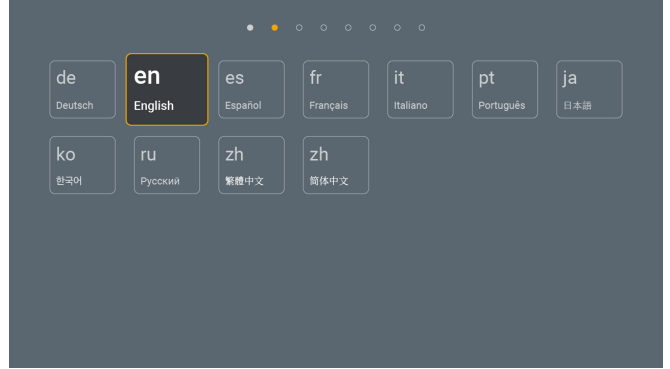 de
Deutsch
en
English
es
Español
fr
Français
it
Italiano
pt
Português
ja
日本語
ko
한국어
ru
Русский
zh
繁體中文
zh
简体中文